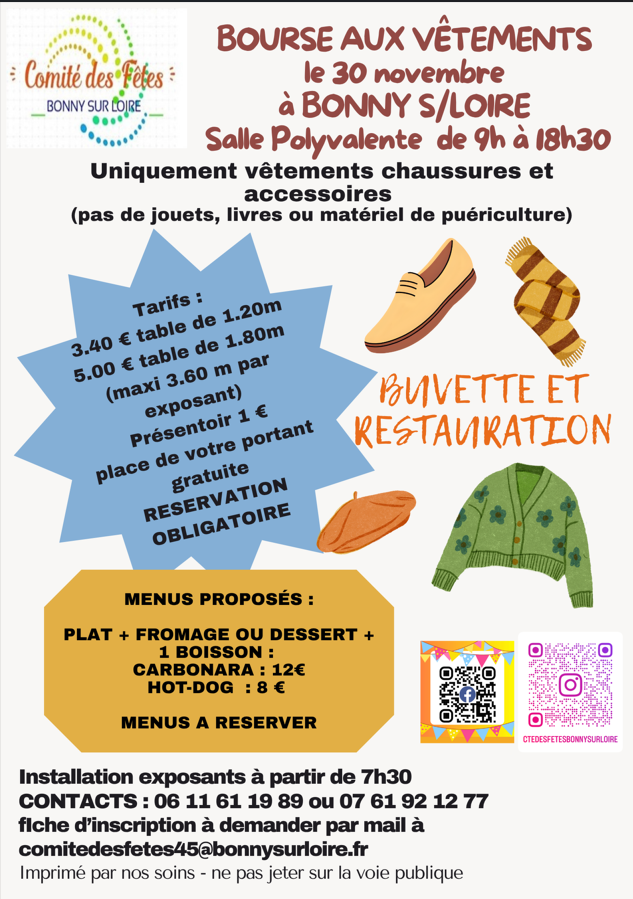 Comité des Fêtes
BONNY SUR LOIRE
BOURSE AUX VÊTEMENTS
le 30 novembre
à BONNY S/LOIRE
Salle Polyvalente de 9h à 18h30
Uniquement vêtements chaussures et
accessoires
(pas de jouets, livres ou matériel de puériculture)
Tarifs :
3.40 € table de 1.20m
5.00 € table de 1.80m
(maxi 3.60 m par
exposant)
Présentoir 1 €
place de votre portant
gratuite
RESERVATION
OBLIGATOIRE
BUVETTE ET
RESTAURATION
MENUS PROPOSÉS :
PLAT + FROMAGE OU DESSERT +
1 BOISSON :
CARBONARA : 12€
HOT-DOG : 8 €
MENUS A RESERVER
CTEDESFETESBONNYSURLOIRE
Installation exposants à partir de 7h30
CONTACTS : 06 11 61 19 89 ou 07 61 92 12 77
fIche d'inscription à demander par mail à
comitedesfetes45@bonnysurloire.fr
Imprimé par nos soins - ne pas jeter sur la voie publique